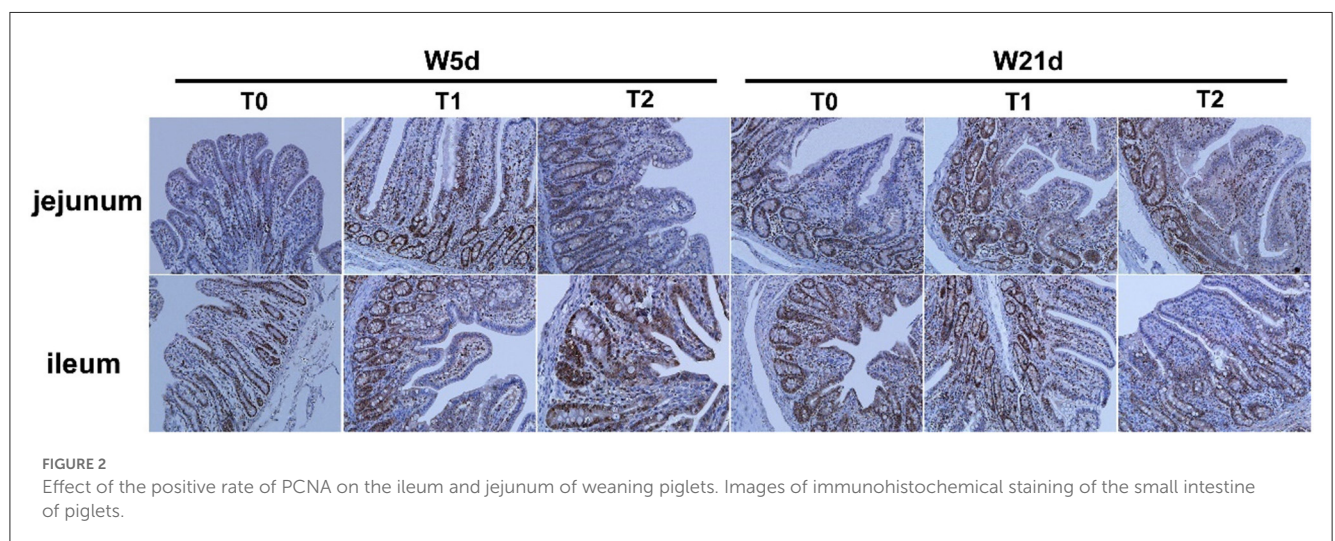 W5d W21d
T0 T1 T2 T0 T1 T2
jejunum
ileum
FIGURE 2
Effect of the positive rate of PCNA on the ileum and jejunum of weaning piglets. Images of immunohistochemical staining of the small intestine
of piglets.